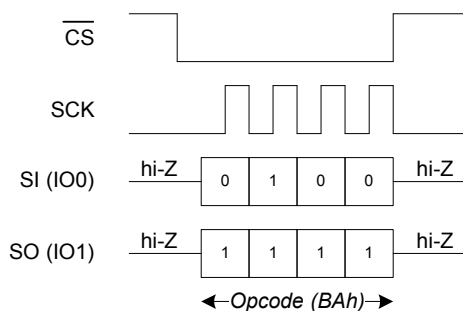 CS
SCK
SI (IO0) hi-Z 0 1 0 0 hi-Z
SO (IO1) hi-Z 1 1 1 1 hi-Z
Opcode (BAh)